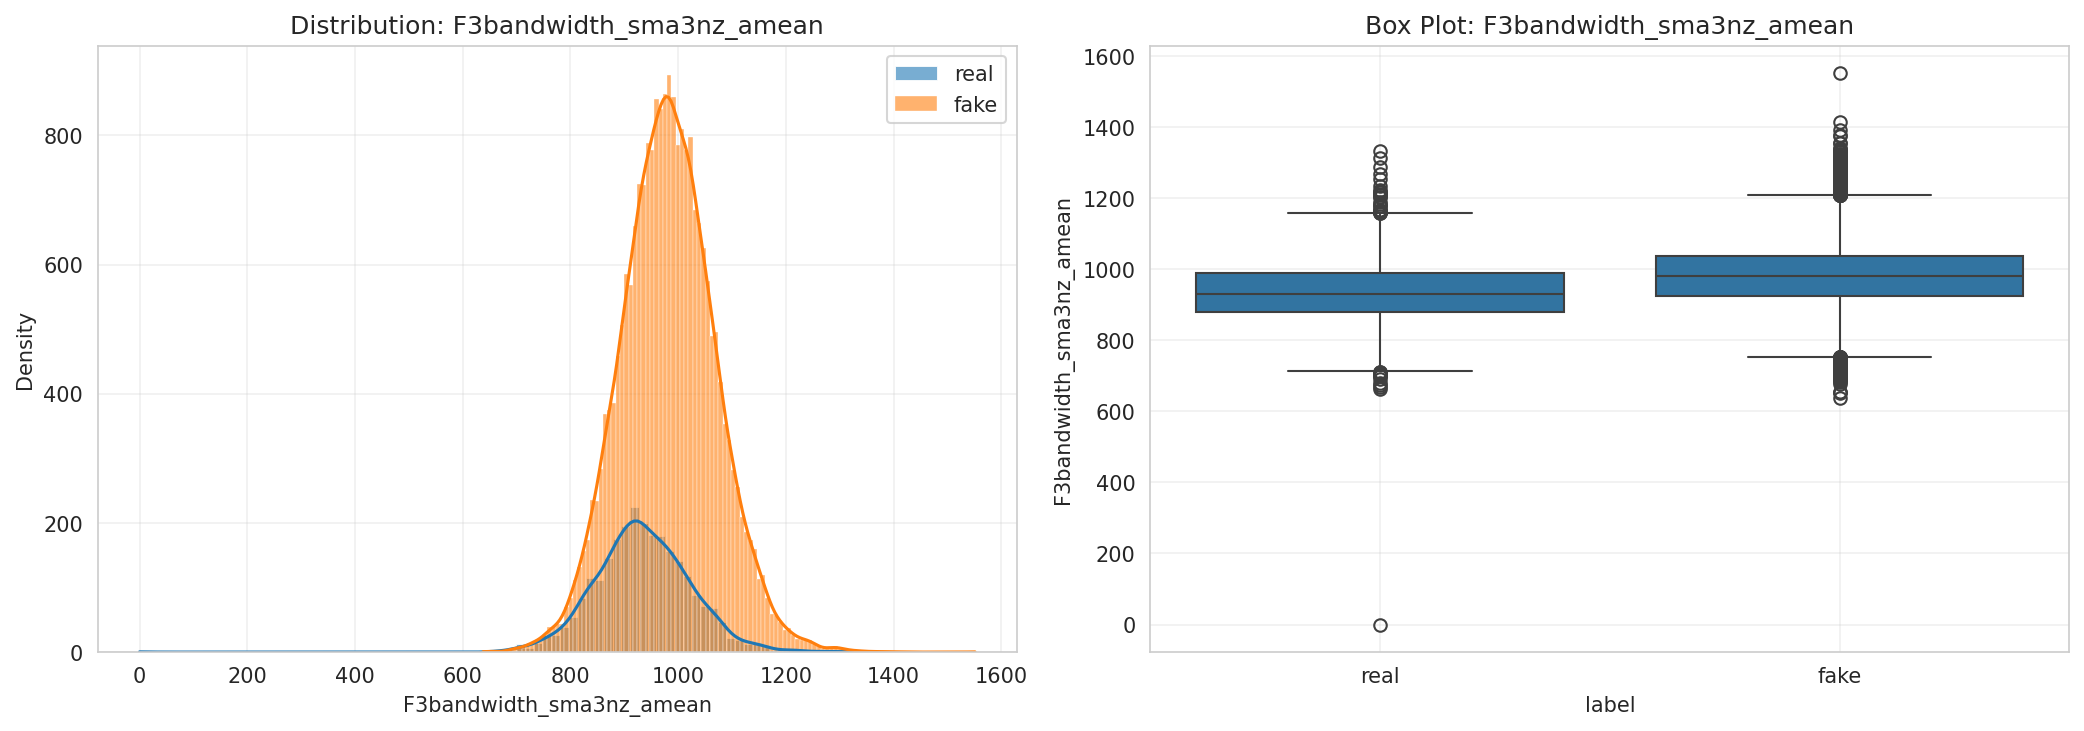 Distribution: F3bandwidth_sma3nz_amean
real
fake
Density
800
600
400
200
0
0 200 400 600 800 1000 1200 1400 1600
F3bandwidth_sma3nz_amean
Box Plot: F3bandwidth_sma3nz_amean
F3bandwidth_sma3nz_amean
1600
1400
1200
1000
800
600
400
200
0
real fake
label